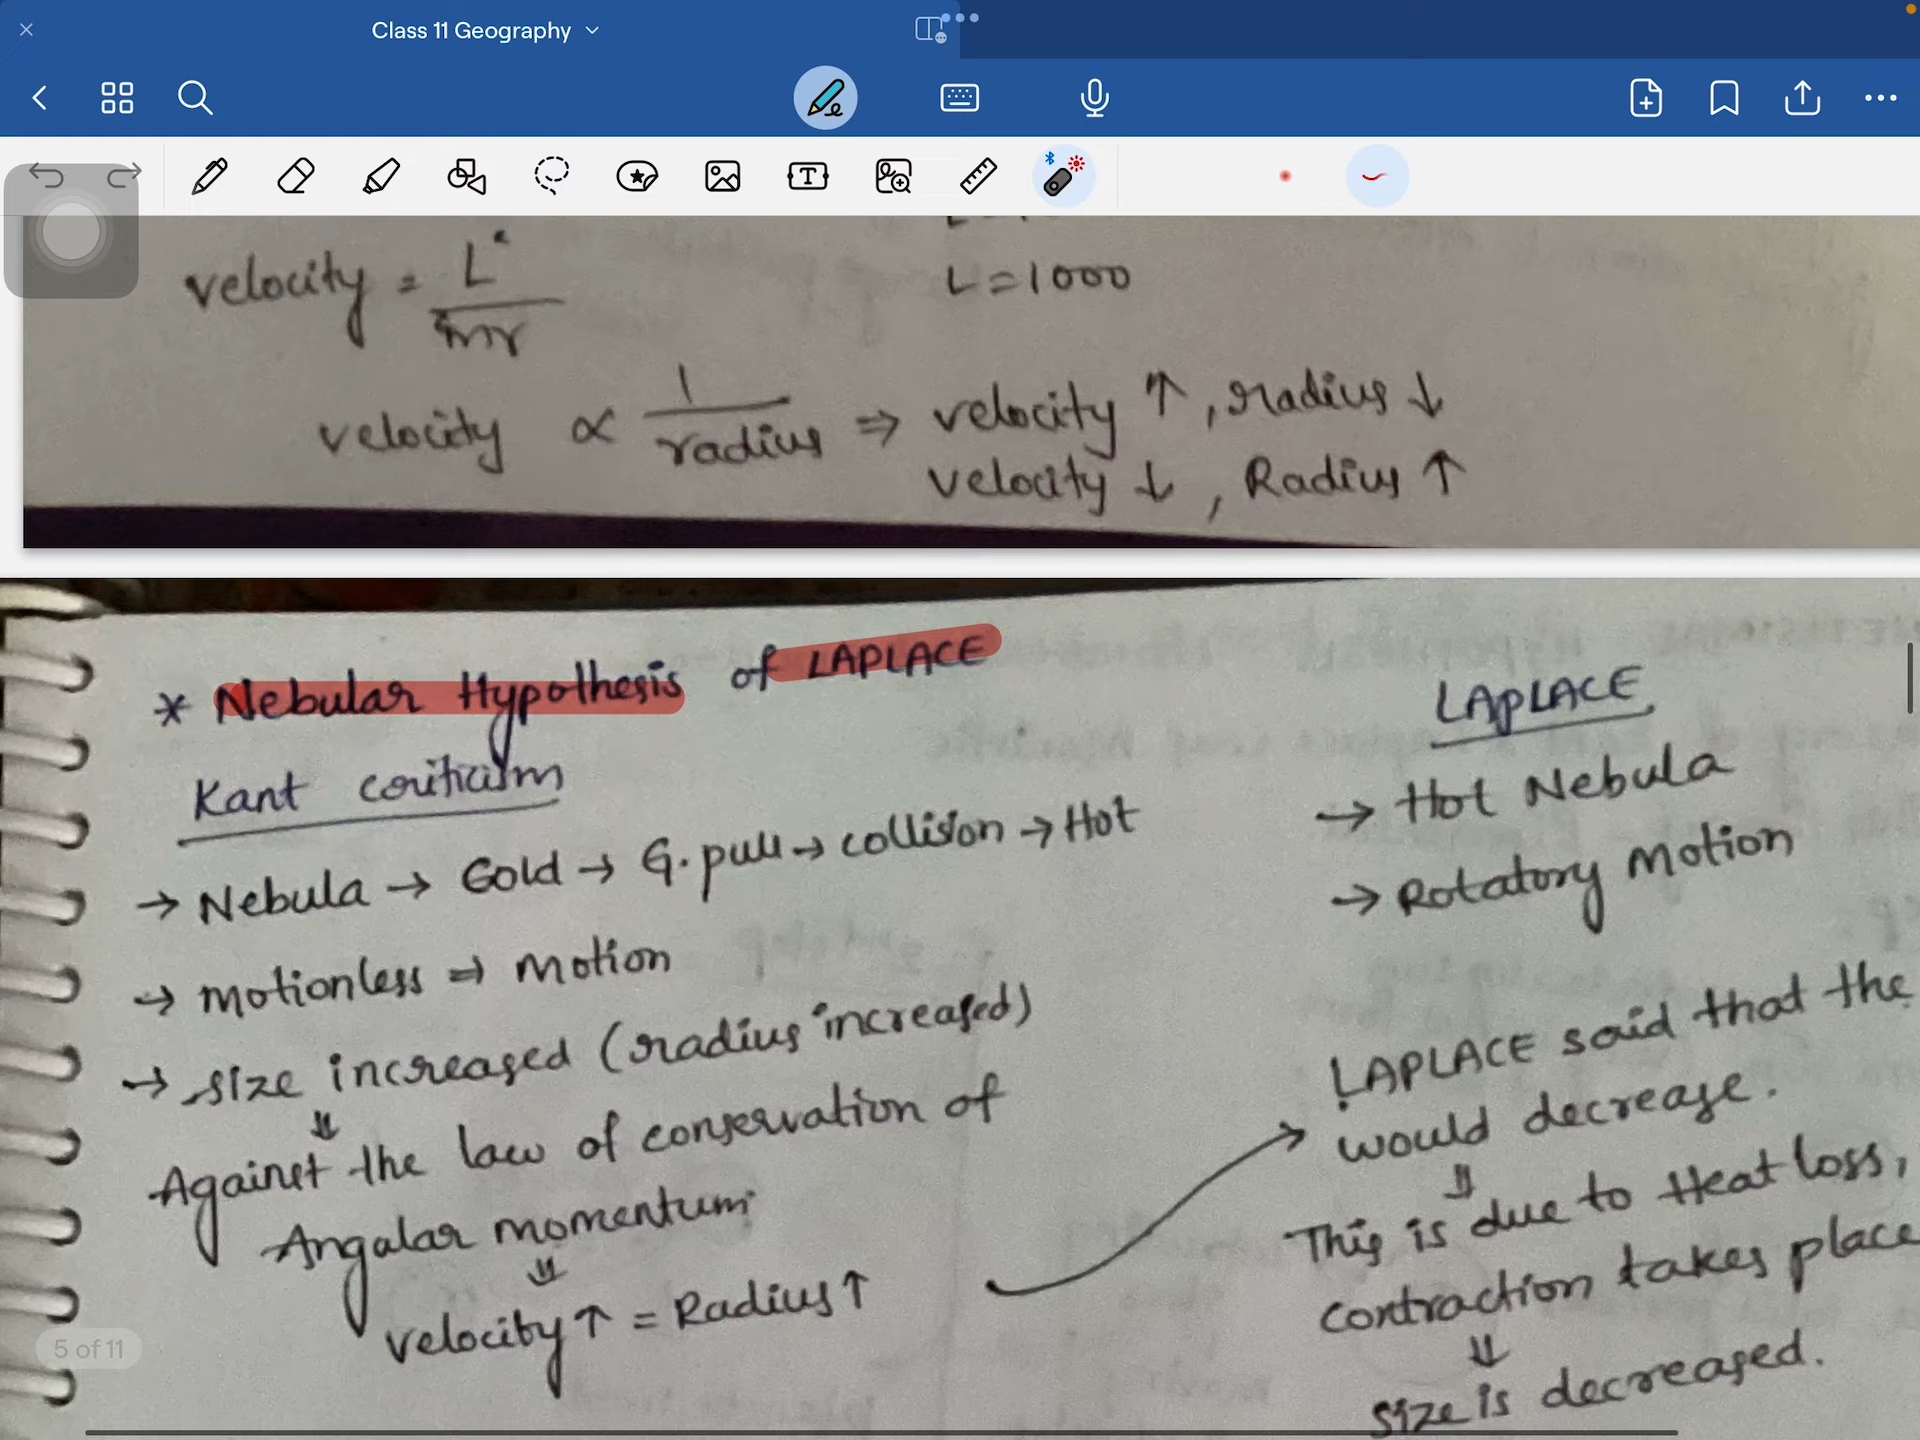 Class 11 Geography
velocity = L
mr
L = 1000
velocity ∝ 1
radius
⇒ velocity ↑, radius ↓
velocity ↓, Radius ↑
* Nebular Hypothesis of LAPLACE
Kant criticism
→ Nebula → Cold → G. pull → collision → Hot
→ motionless ⇒ motion
→ size increased (radius increased)
⇓
Against the law of conservation of
Angalar momentum
⇓
velocity ↑ = Radius ↑
LAPLACE
→ Hot Nebula
→ Rotatory Motion
LAPLACE said that the
would decrease.
⇓
This is due to Heat loss,
contraction takes place
⇓
size is decreased.
5 of 11